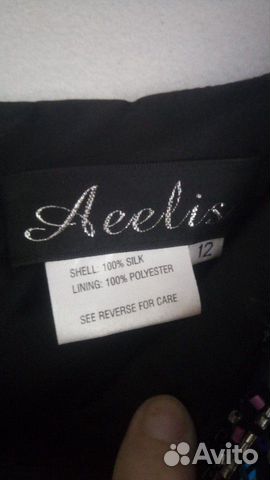 Aeelis
12
SHELL: 100% SILK
LINING: 100% POLYESTER
SEE REVERSE FOR CARE
Avito